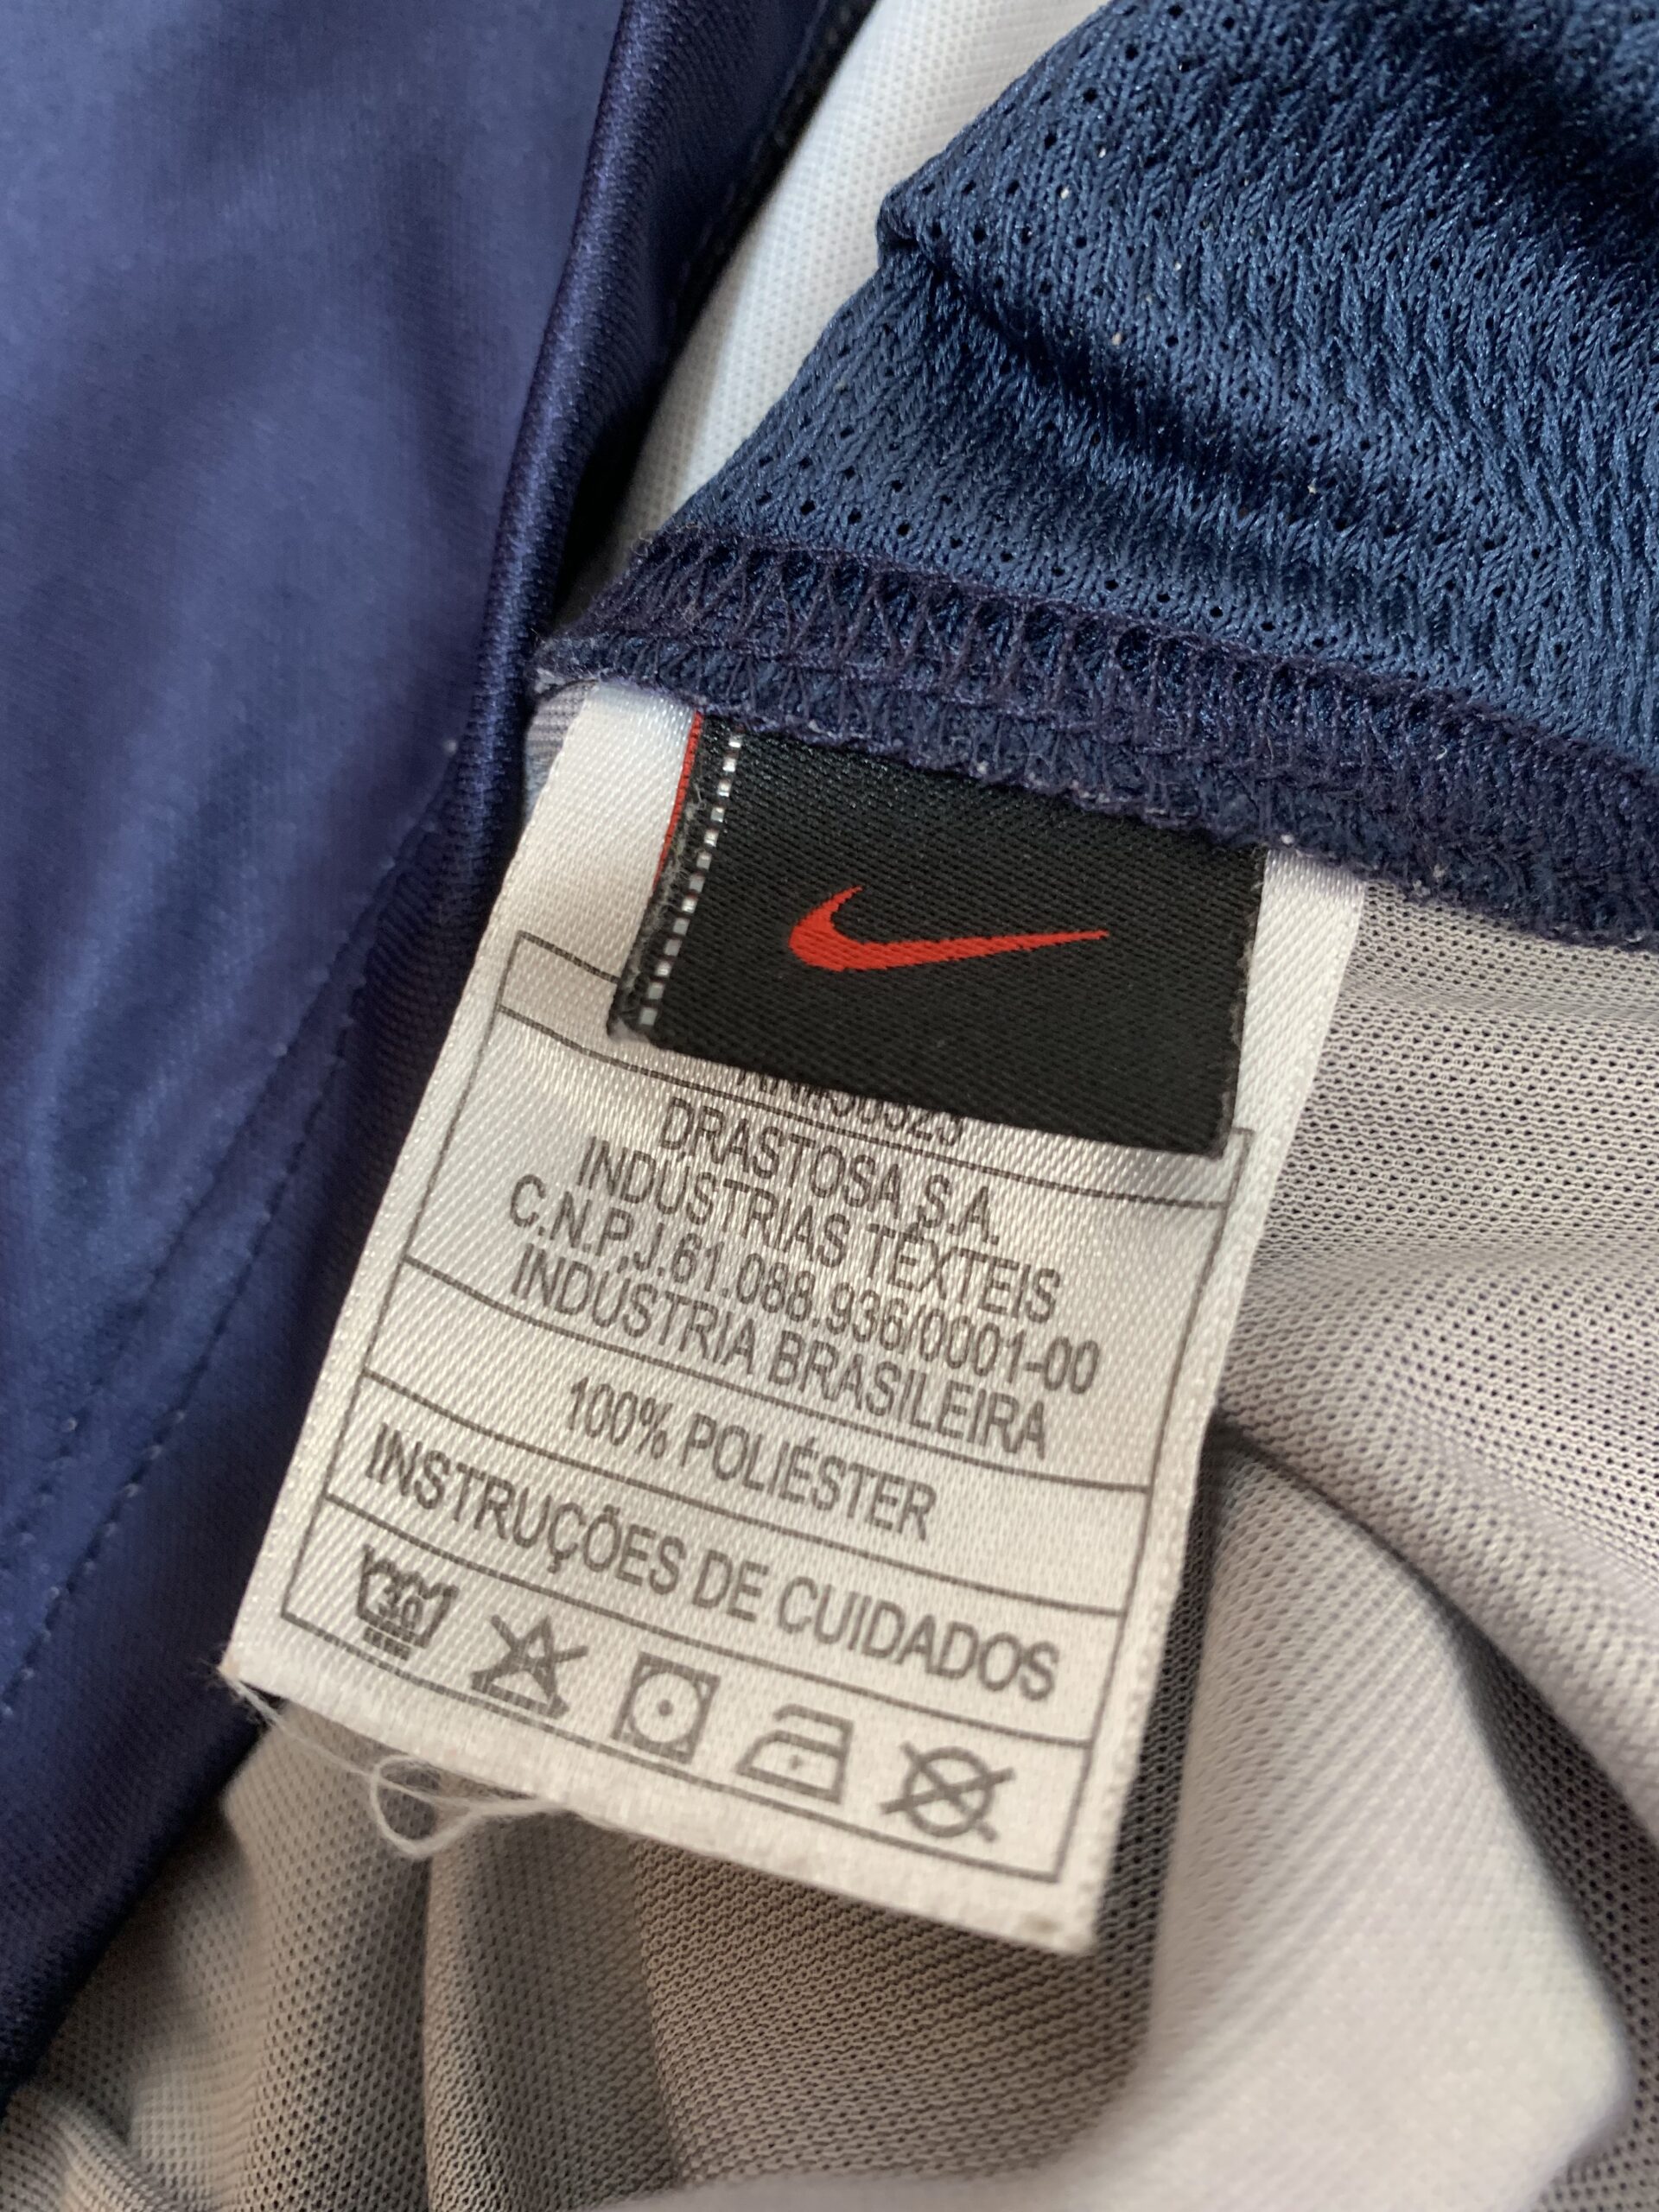 DRASTOSA S.A.
INDÚSTRIAS TÊXTEIS
C.N.P.J.61.088.936/0001-00
INDÚSTRIA BRASILEIRA
100% POLIÉSTER
INSTRUÇÕES DE CUIDADOS
30